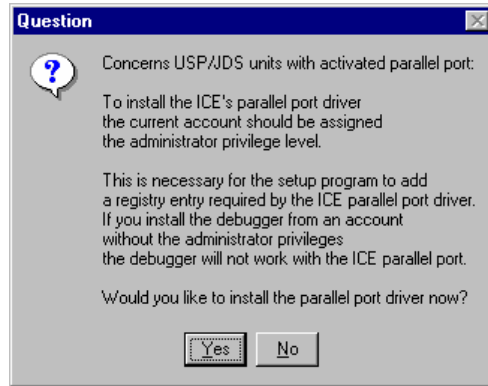 Question
Concerns USP/JDS units with activated parallel port:
To install the ICE's parallel port driver
the current account should be assigned
the administrator privilege level.
This is necessary for the setup program to add
a registry entry required by the ICE parallel port driver.
If you install the debugger from an account
without the administrator privileges
the debugger will not work with the ICE parallel port.
Would you like to install the parallel port driver now?
Yes No